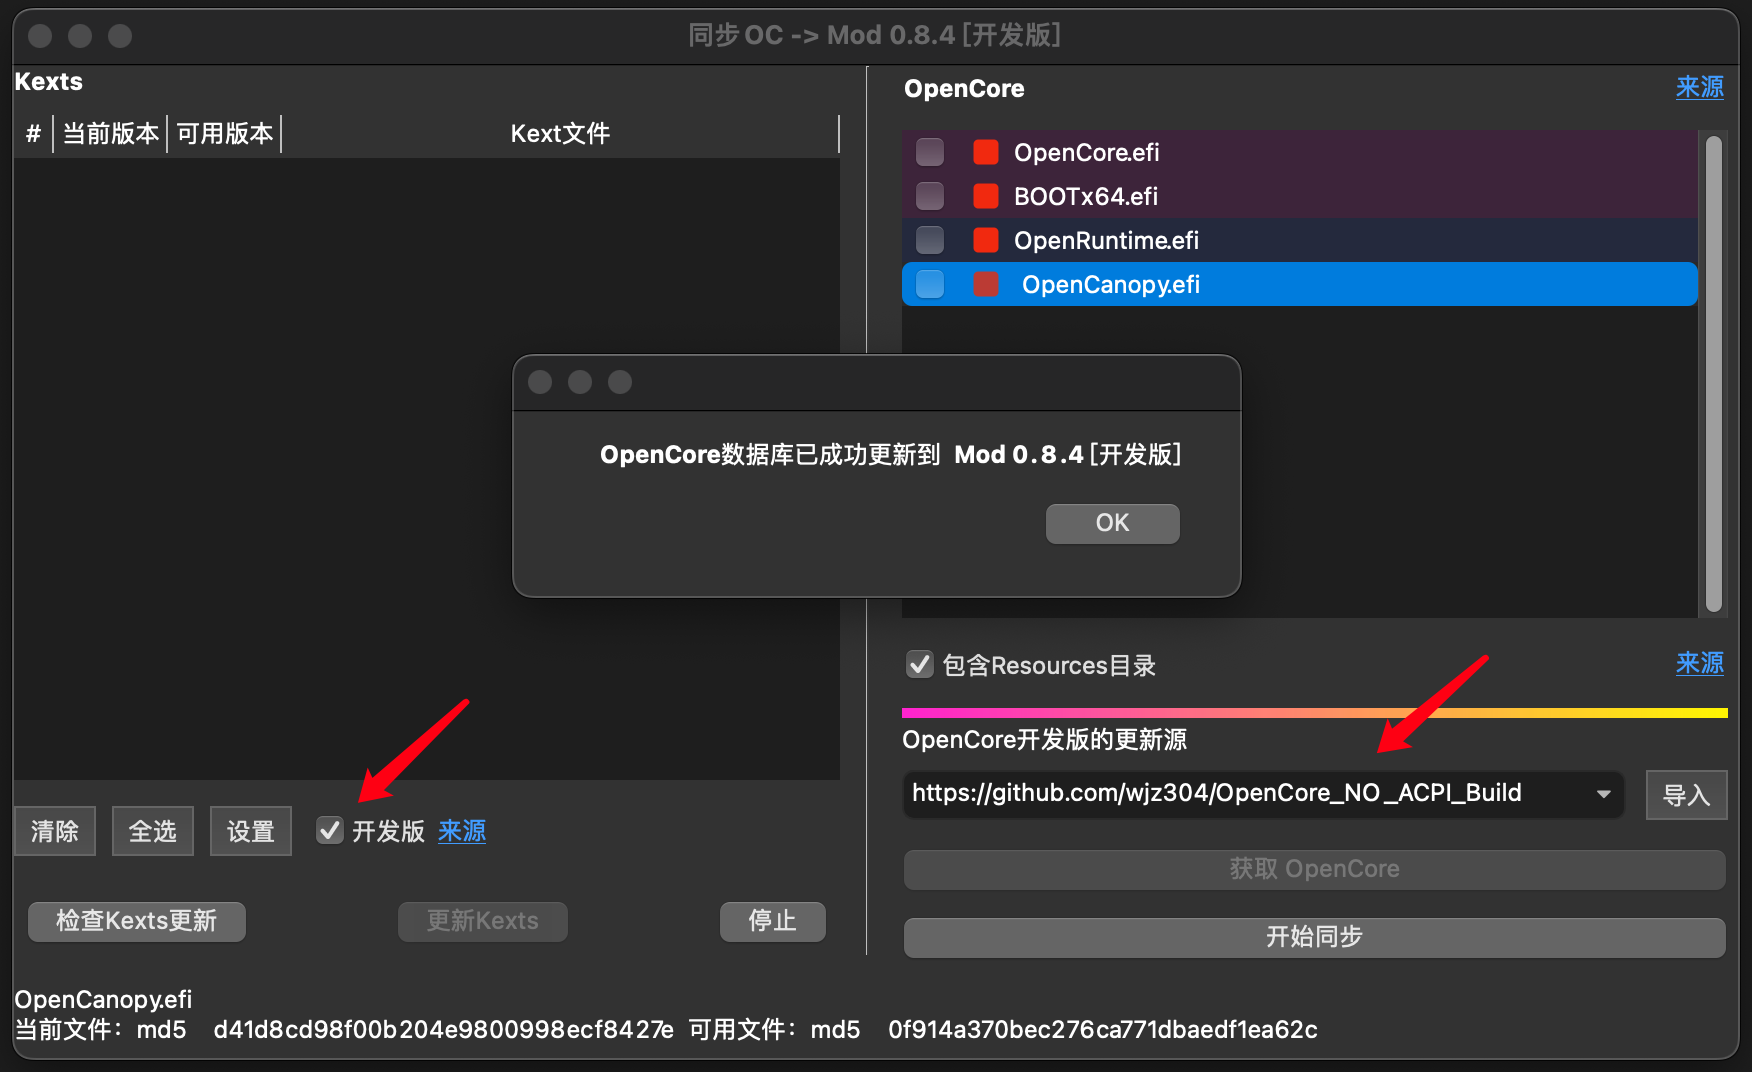 同步OC -> Mod 0.8.4 [开发版]
Kexts
# 当前版本 可用版本 Kext文件
OpenCore 来源
OpenCore.efi
BOOTx64.efi
OpenRuntime.efi
OpenCanopy.efi
OpenCore数据库已成功更新到 Mod 0.8.4 [开发版]
OK
包含Resources目录 来源
OpenCore开发版的更新源
https://github.com/wjz304/OpenCore_NO_ACPI_Build 导入
清除 全选 设置 开发版 来源
获取 OpenCore
检查Kexts更新 更新Kexts 停止
开始同步
OpenCanopy.efi
当前文件: md5 d41d8cd98f00b204e9800998ecf8427e 可用文件: md5 0f914a370bec276ca771dbaedf1ea62c